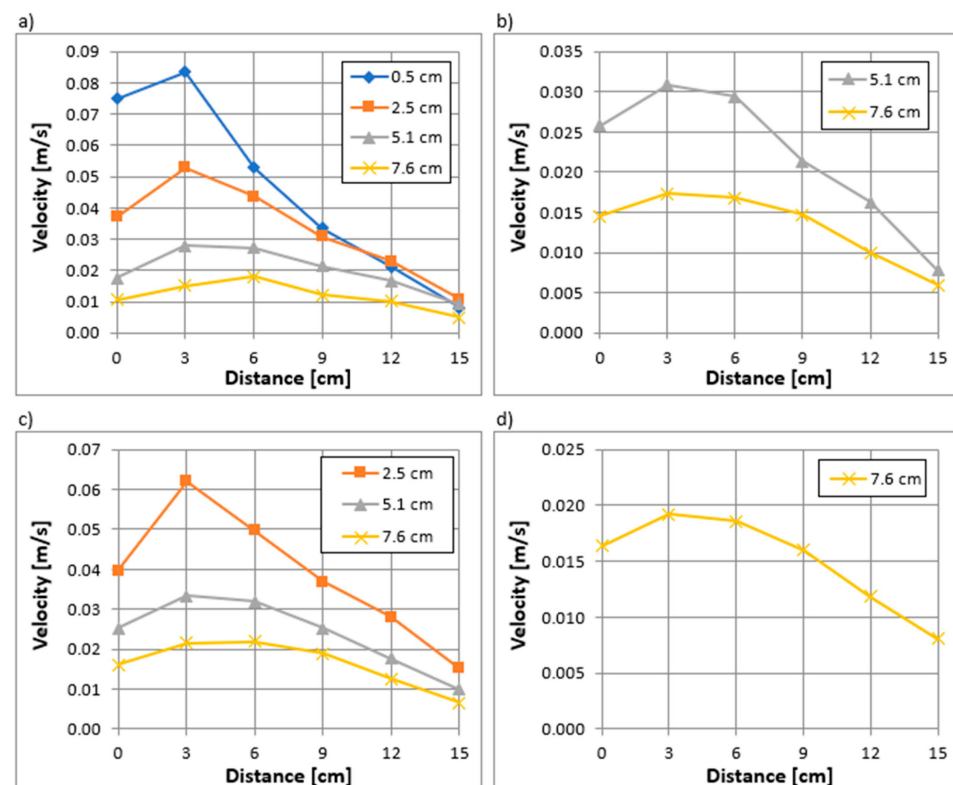 a)
0.09
0.08
0.07
0.06
0.05
0.04
0.03
0.02
0.01
0.00
Velocity [m/s]
0 3 6 9 12 15
Distance [cm]
0.5 cm
2.5 cm
5.1 cm
7.6 cm
b)
0.035
0.030
0.025
0.020
0.015
0.010
0.005
0.000
Velocity [m/s]
0 3 6 9 12 15
Distance [cm]
5.1 cm
7.6 cm
c)
0.07
0.06
0.05
0.04
0.03
0.02
0.01
0.00
Velocity [m/s]
0 3 6 9 12 15
Distance [cm]
2.5 cm
5.1 cm
7.6 cm
d)
0.025
0.020
0.015
0.010
0.005
0.000
Velocity [m/s]
0 3 6 9 12 15
Distance [cm]
7.6 cm